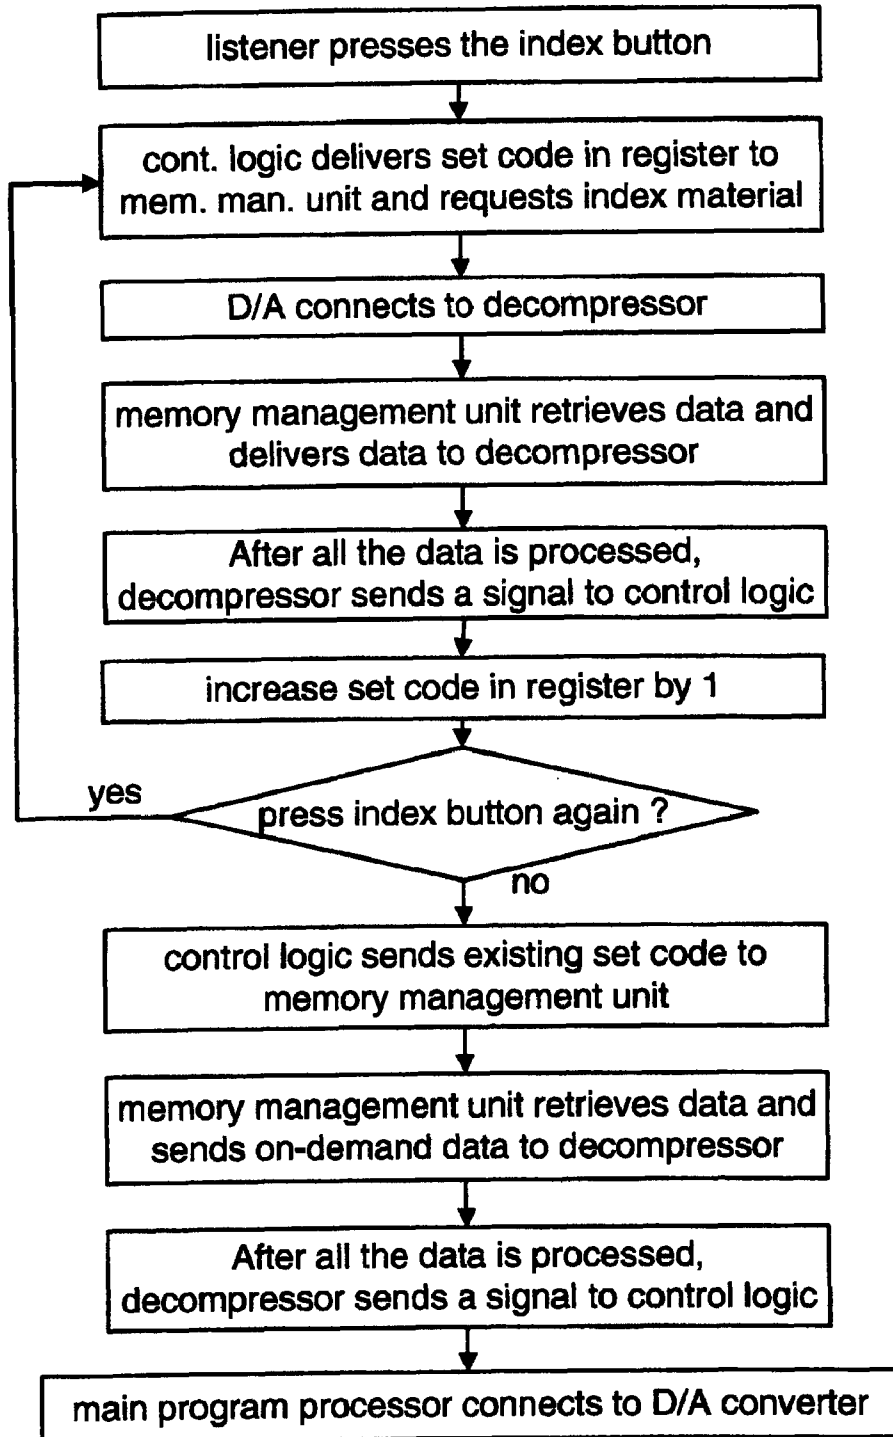 listener presses the index button
cont. logic delivers set code in register to
mem. man. unit and requests index material
D/A connects to decompressor
memory management unit retrieves data and
delivers data to decompressor
After all the data is processed,
decompressor sends a signal to control logic
increase set code in register by 1
yes
press index button again ?
no
control logic sends existing set code to
memory management unit
memory management unit retrieves data and
sends on-demand data to decompressor
After all the data is processed,
decompressor sends a signal to control logic
main program processor connects to D/A converter